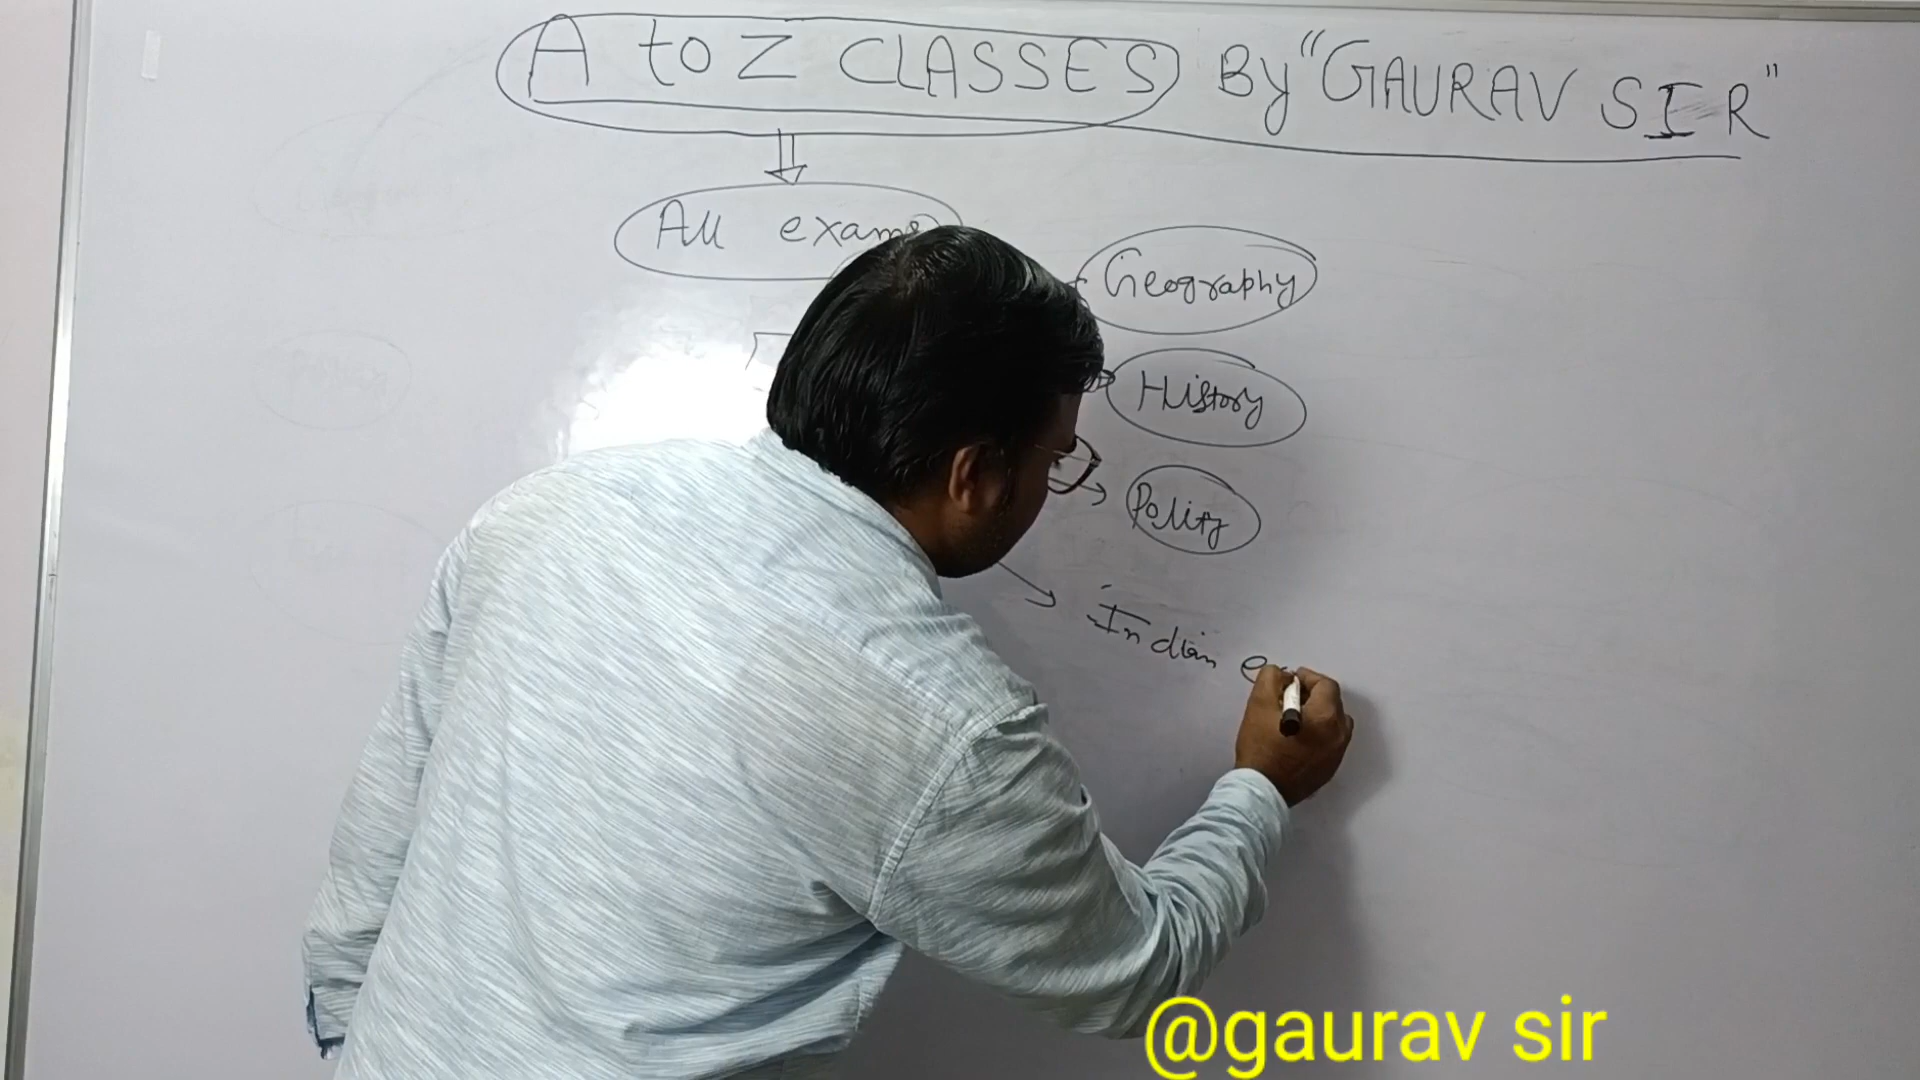 A to Z CLASSES By "GAURAV SIR"
All exams
Geography
History
Polity
Indian
@gaurav sir